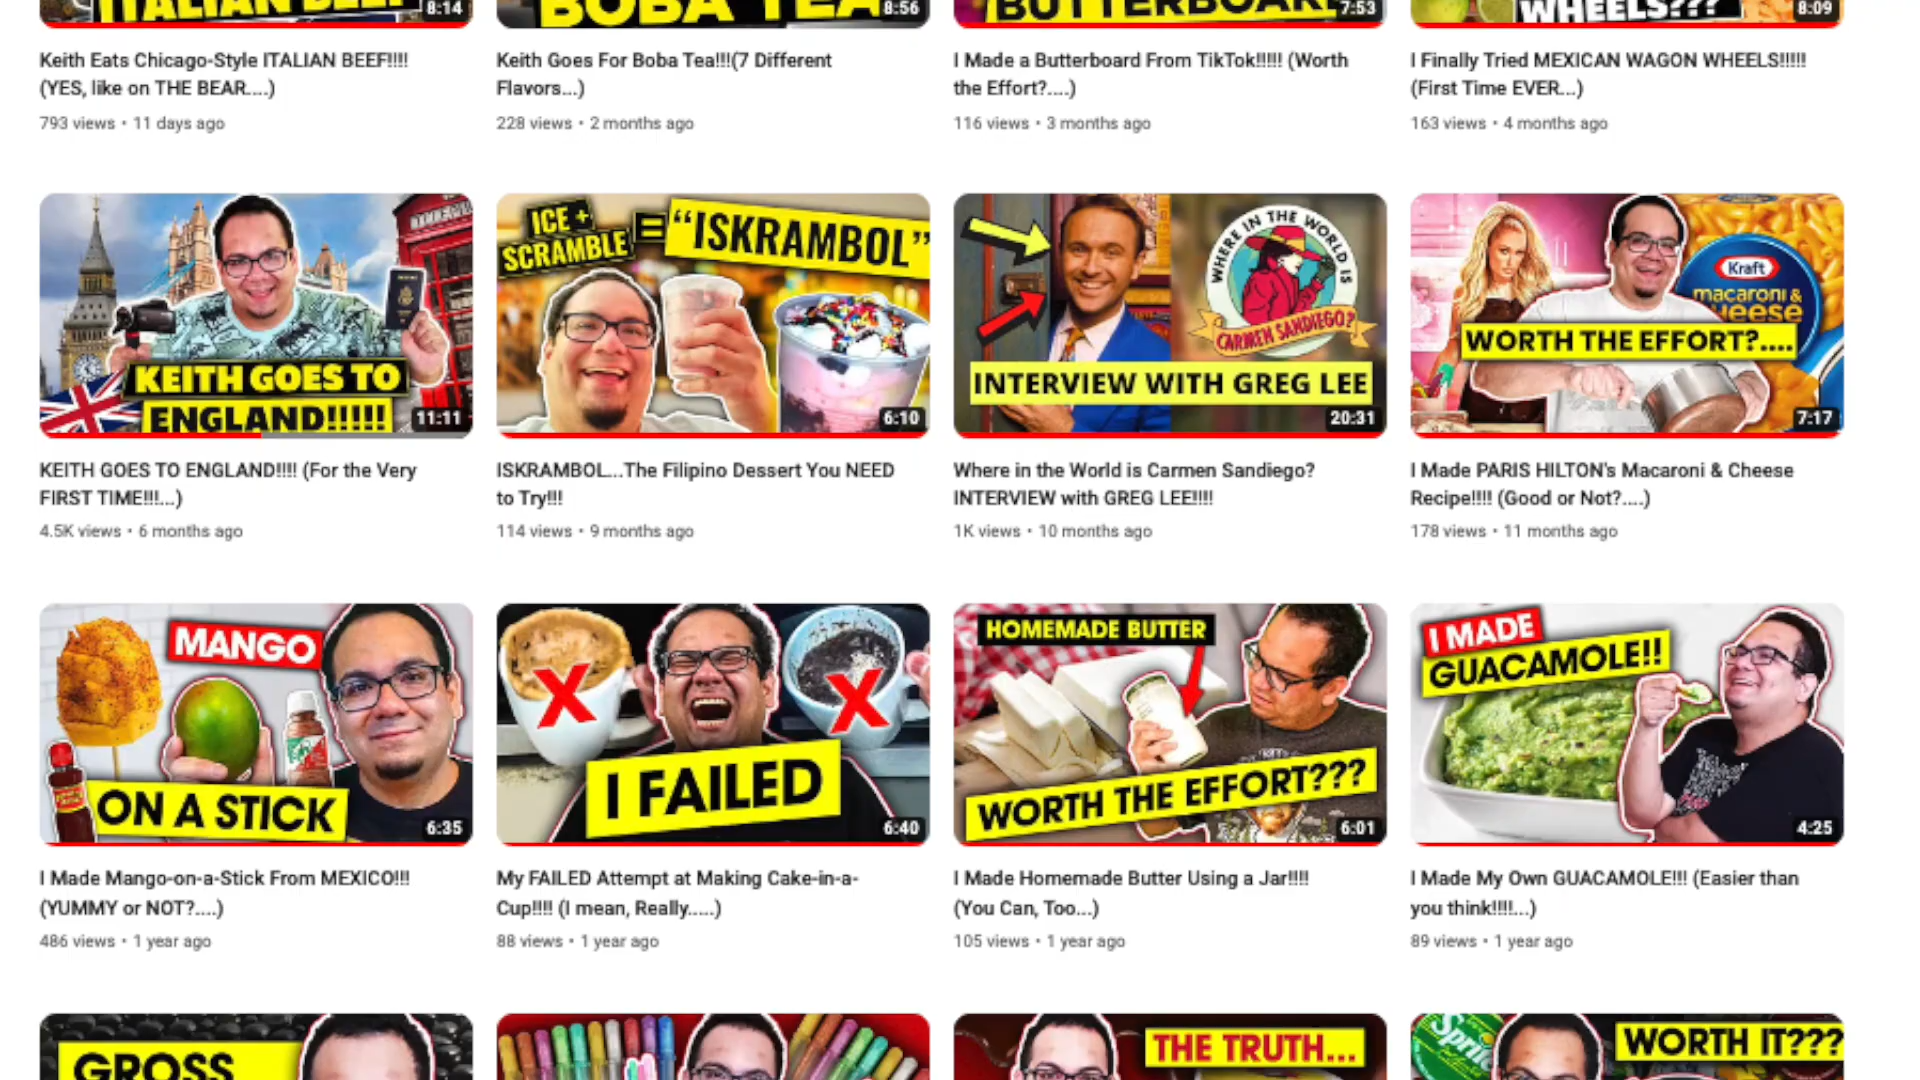 ITALIAN BEEF
8:14
BOBA TEA
8:56
BUTTERBOARD
7:53
WHEELS???
8:09
Keith Eats Chicago-Style ITALIAN BEEF!!!!
(YES, like on THE BEAR....)
793 views • 11 days ago
Keith Goes For Boba Tea!!!(7 Different
Flavors...)
228 views • 2 months ago
I Made a Butterboard From TikTok!!!!! (Worth
the Effort?....)
116 views • 3 months ago
I Finally Tried MEXICAN WAGON WHEELS!!!!!
(First Time EVER...)
163 views • 4 months ago
KEITH GOES TO
ENGLAND!!!!!
11:11
ICE +
SCRAMBLE
=
“ISKRAMBOL”
6:10
WHERE IN THE WORLD IS
CARMEN SANDIEGO?
INTERVIEW WITH GREG LEE
20:31
Kraft
macaroni &
cheese
WORTH THE EFFORT?....
7:17
KEITH GOES TO ENGLAND!!!! (For the Very
FIRST TIME!!!...)
4.5K views • 6 months ago
ISKRAMBOL...The Filipino Dessert You NEED
to Try!!!
114 views • 9 months ago
Where in the World is Carmen Sandiego?
INTERVIEW with GREG LEE!!!!
1K views • 10 months ago
I Made PARIS HILTON's Macaroni & Cheese
Recipe!!!! (Good or Not?....)
178 views • 11 months ago
MANGO
ON A STICK
6:35
X
X
I FAILED
6:40
HOMEMADE BUTTER
WORTH THE EFFORT???
6:01
I MADE
GUACAMOLE!!
4:25
I Made Mango-on-a-Stick From MEXICO!!!
(YUMMY or NOT?....)
486 views • 1 year ago
My FAILED Attempt at Making Cake-in-a-
Cup!!!! (I mean, Really.....)
88 views • 1 year ago
I Made Homemade Butter Using a Jar!!!!
(You Can, Too...)
105 views • 1 year ago
I Made My Own GUACAMOLE!!! (Easier than
you think!!!!...)
89 views • 1 year ago
GROSS
THE TRUTH...
Sprite
WORTH IT???